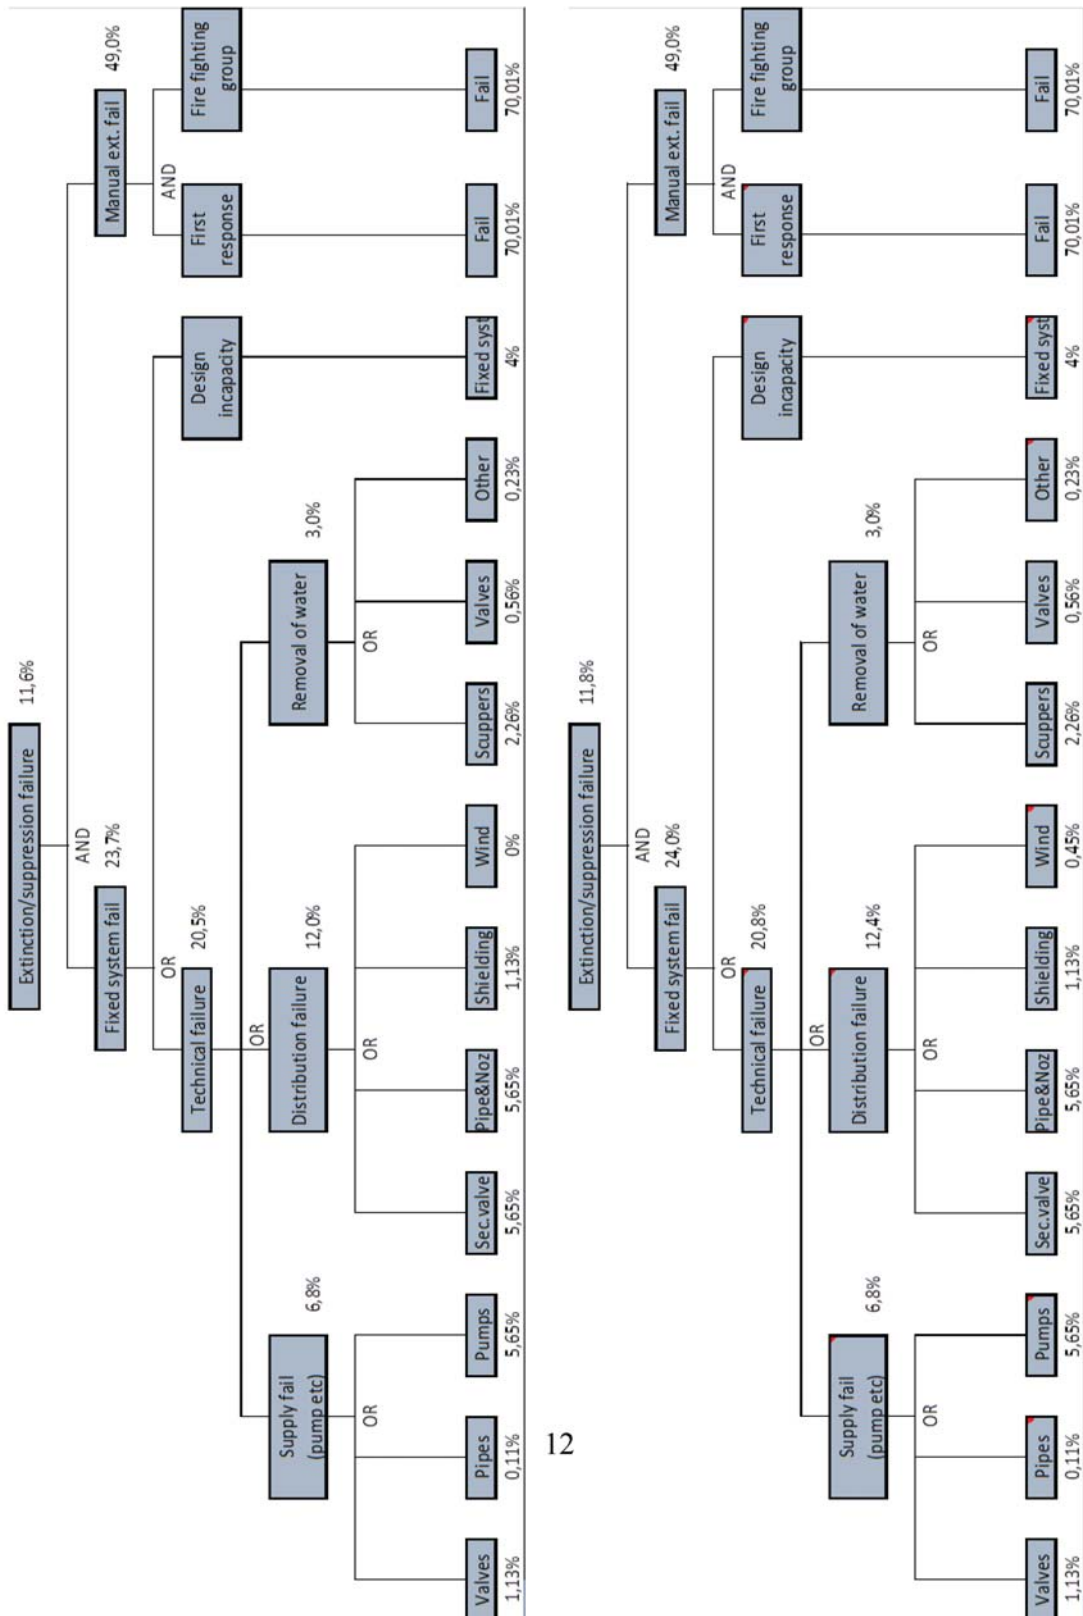 Extinction/suppression failure
11,6%
AND
Fixed system fail
23,7%
Manual ext. fail
49,0%
OR
AND
Technical failure
20,5%
Design
incapacity
First
response
Fire fighting
group
OR
Supply fail
(pump etc)
6,8%
Distribution failure
12,0%
Removal of water
3,0%
OR
OR
OR
Valves
Pipes
Pumps
Sec.valve
Pipe&Noz
Shielding
Wind
Scuppers
Valves
Other
Fixed syst
Fail
Fail
1,13%
0,11%
5,65%
5,65%
5,65%
1,13%
0%
2,26%
0,56%
0,23%
4%
70,01%
70,01%
12
Extinction/suppression failure
11,8%
AND
Fixed system fail
24,0%
Manual ext. fail
49,0%
OR
AND
Technical failure
20,8%
Design
incapacity
First
response
Fire fighting
group
OR
Supply fail
(pump etc)
6,8%
Distribution failure
12,4%
Removal of water
3,0%
OR
OR
OR
Valves
Pipes
Pumps
Sec.valve
Pipe&Noz
Shielding
Wind
Scuppers
Valves
Other
Fixed syst
Fail
Fail
1,13%
0,11%
5,65%
5,65%
5,65%
1,13%
0,45%
2,26%
0,56%
0,23%
4%
70,01%
70,01%